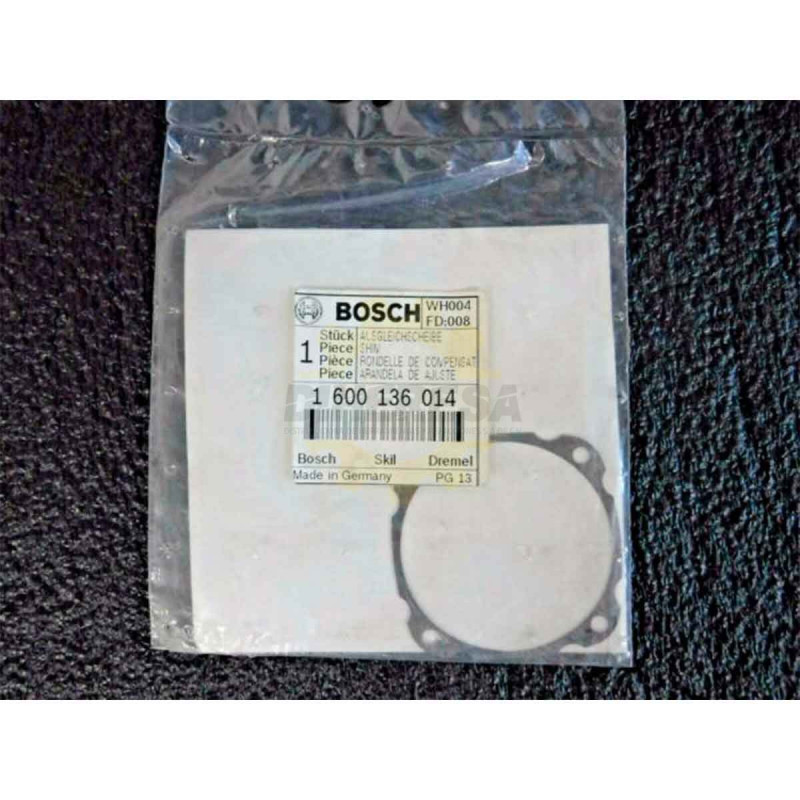 BOSCH WH004
FD:008
1 Stück AUSGLEICHSCHEIBE
Piece SHIM
Pièce RONDELLE DE COMPENSAT
Piece ARANDELA DE AJUSTE
1 600 136 014
Bosch Skil Dremel
Made in Germany PG 13